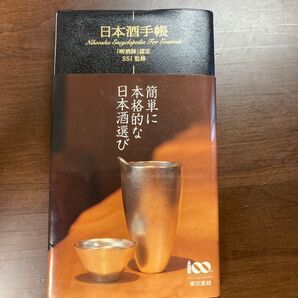 日本酒手帳
Nihonshu Encyclopedia For Gourmet
「唎酒師」認定
SSI 監修
簡単に
本格的な
日本酒選び
100
東京書籍